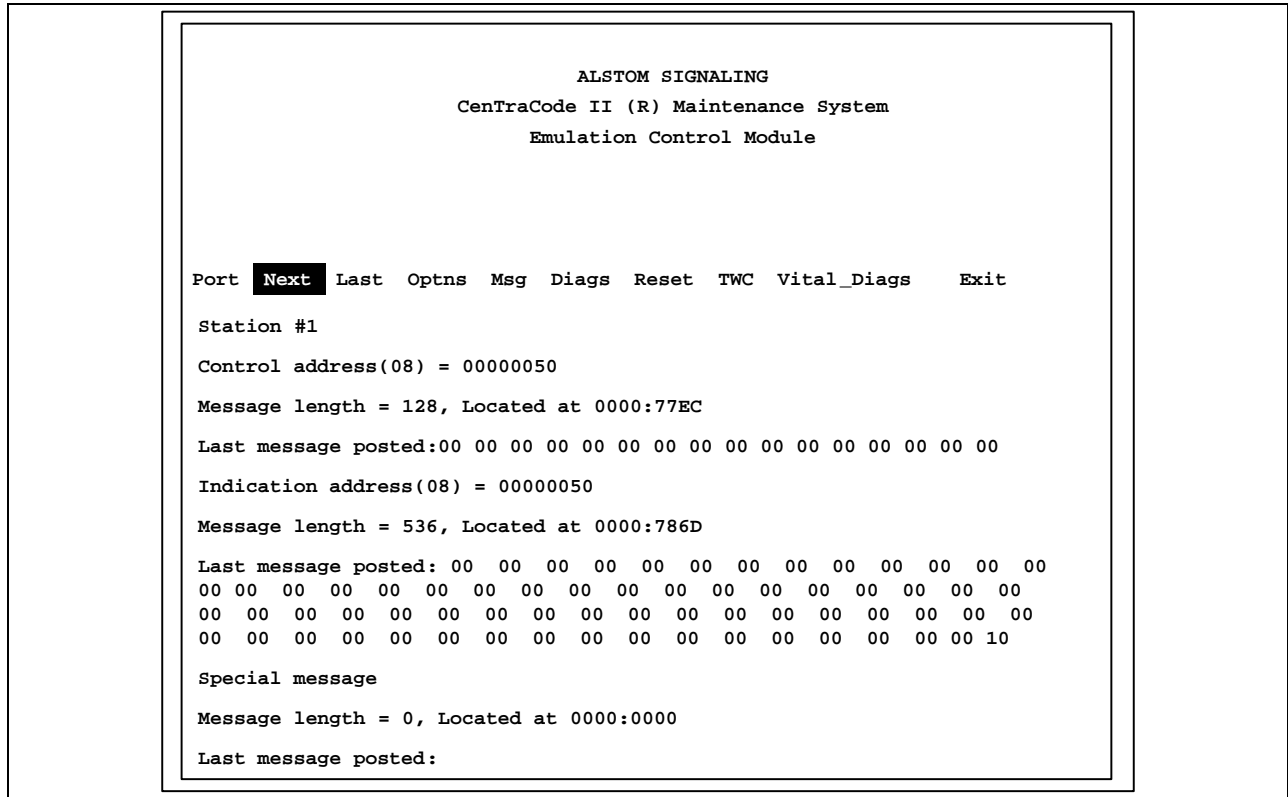 ALSTOM SIGNALING
CenTraCode II (R) Maintenance System
Emulation Control Module
Port Next Last Optns Msg Diags Reset TWC Vital_Diags Exit
Station #1
Control address(08) = 00000050
Message length = 128, Located at 0000:77EC
Last message posted:00 00 00 00 00 00 00 00 00 00 00 00 00 00 00 00
Indication address(08) = 00000050
Message length = 536, Located at 0000:786D
Last message posted: 00 00 00 00 00 00 00 00 00 00 00 00 00
00 00 00 00 00 00 00 00 00 00 00 00 00 00 00 00 00 00
00 00 00 00 00 00 00 00 00 00 00 00 00 00 00 00 00 00
00 00 00 00 00 00 00 00 00 00 00 00 00 00 00 00 00 10
Special message
Message length = 0, Located at 0000:0000
Last message posted: